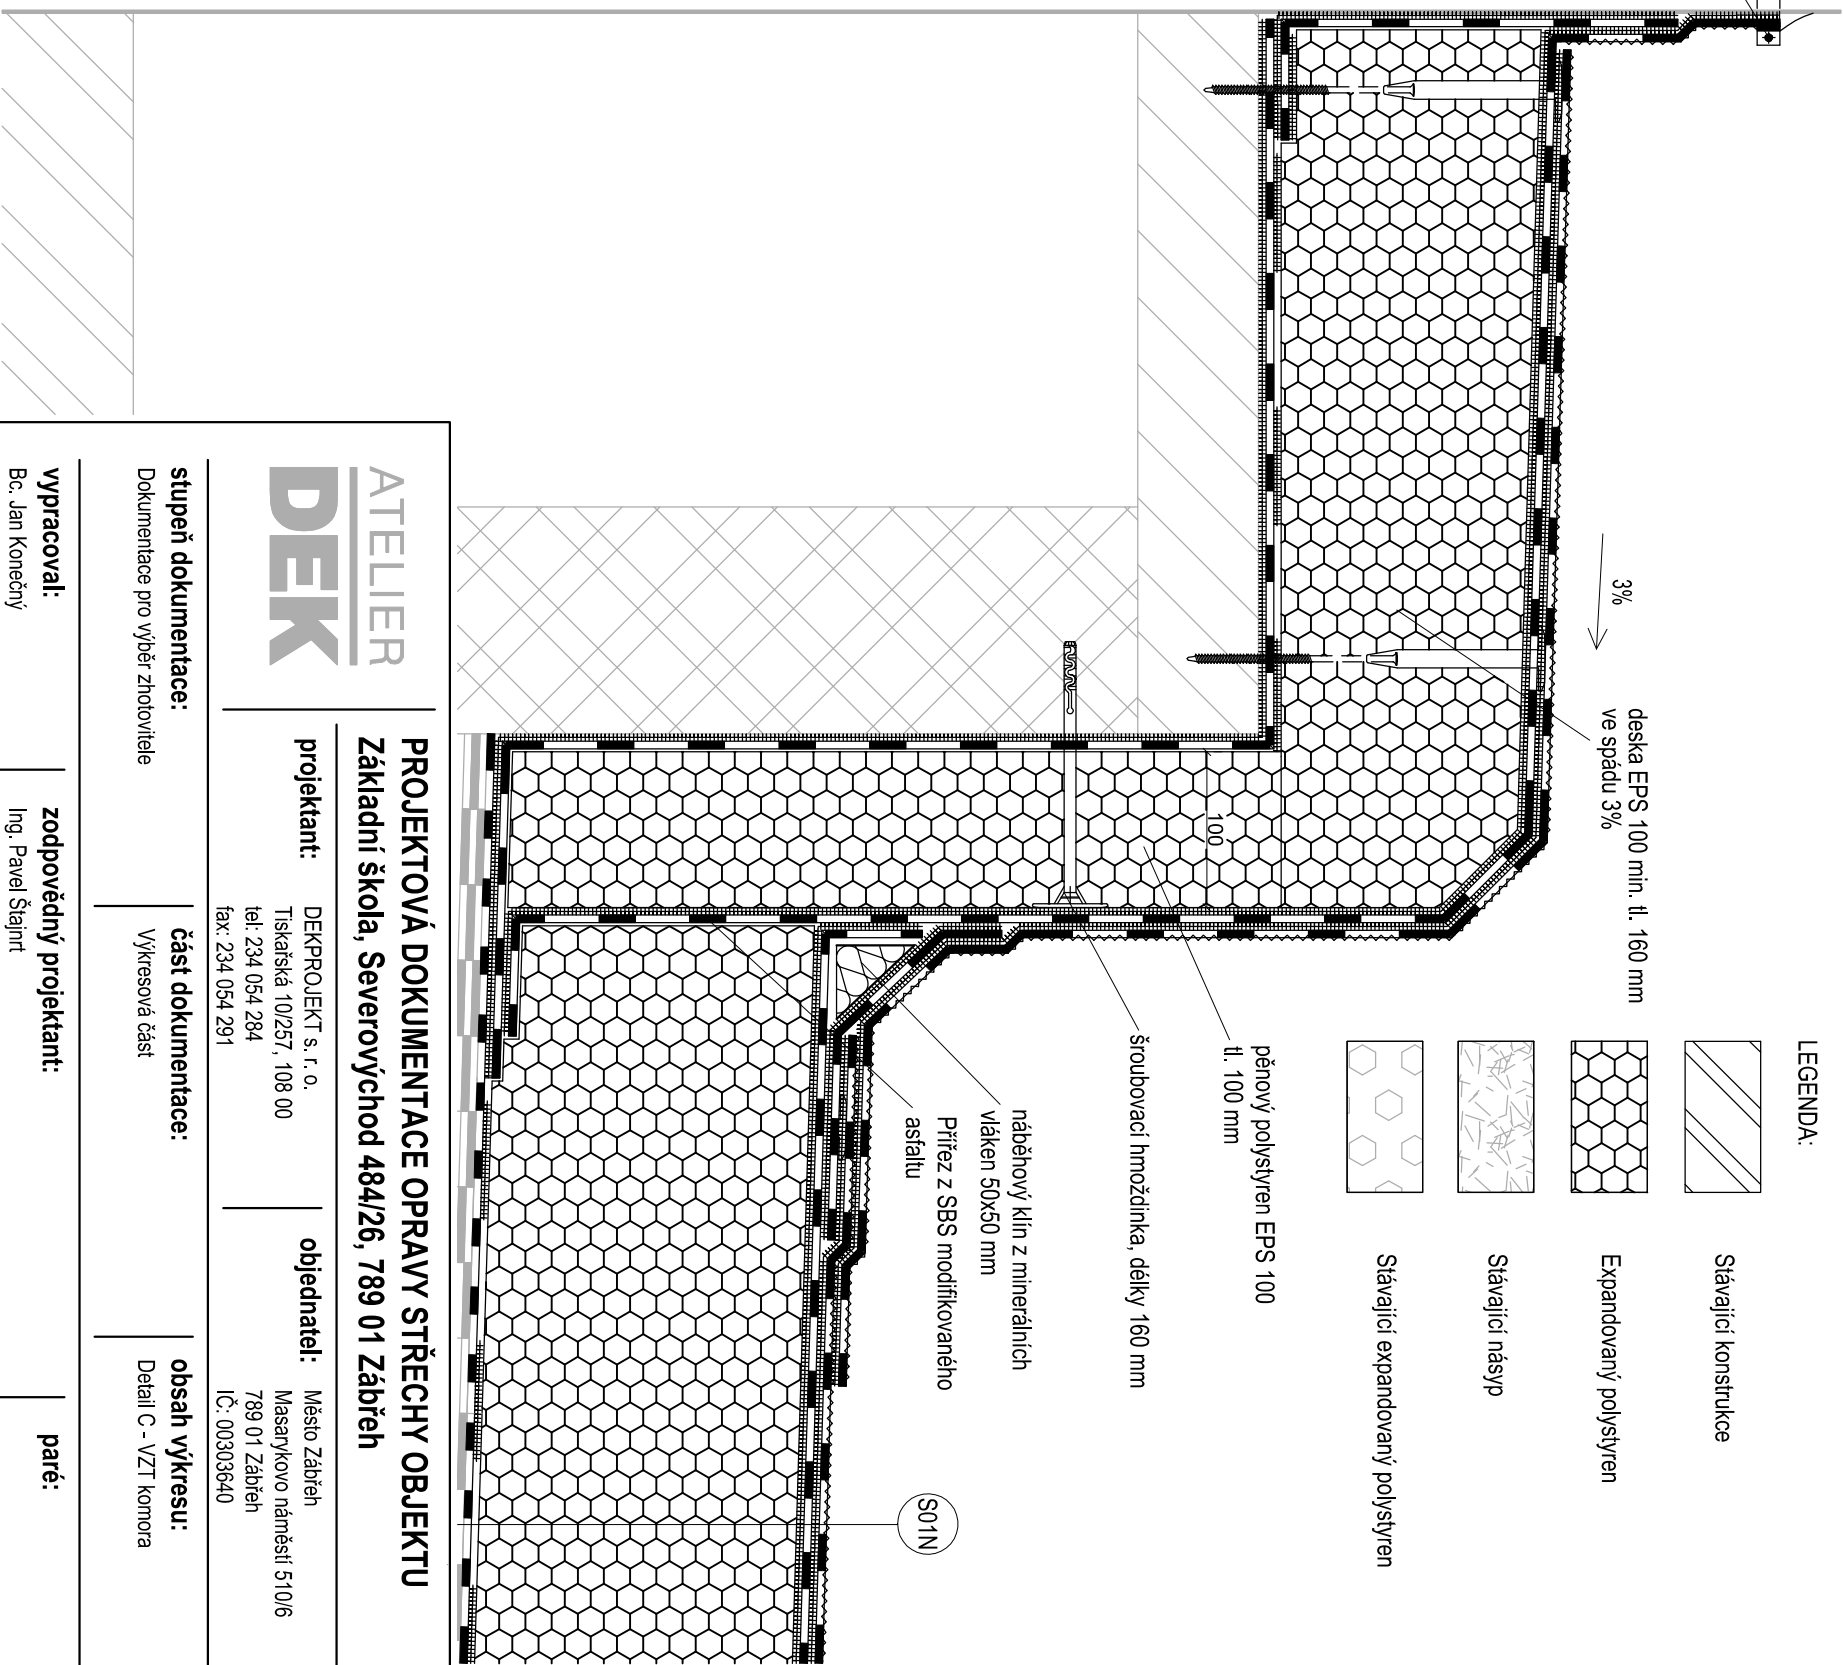 LEGENDA:
Stávající konstrukce
Expandovaný polystyren
Stávající násyp
Stávající expandovaný polystyren
3%
deska EPS 100 min. tl. 160 mm
ve spádu 3%
pěnový polystyren EPS 100
tl. 100 mm
100
šroubovací hmoždinka, délky 160 mm
náběhový klín z minerálních
vláken 50x50 mm
Přířez z SBS modifikovaného
asfaltu
S01N
ATELIER
DEK
PROJEKTOVÁ DOKUMENTACE OPRAVY STŘECHY OBJEKTU
Základní škola, Severovýchod 484/26, 789 01 Zábřeh
projektant:
DEKPROJEKT s. r. o.
Tiskařská 10/257, 108 00
tel: 234 054 284
fax: 234 054 291
objednatel:
Město Zábřeh
Masarykovo náměstí 510/6
789 01 Zábřeh
IČ: 00303640
stupeň dokumentace:
Dokumentace pro výběr zhotovitele
část dokumentace:
Výkresová část
obsah výkresu:
Detail C - VZT komora
vypracoval:
Bc. Jan Konečný
zodpovědný projektant:
Ing. Pavel Štajnrt
paré: